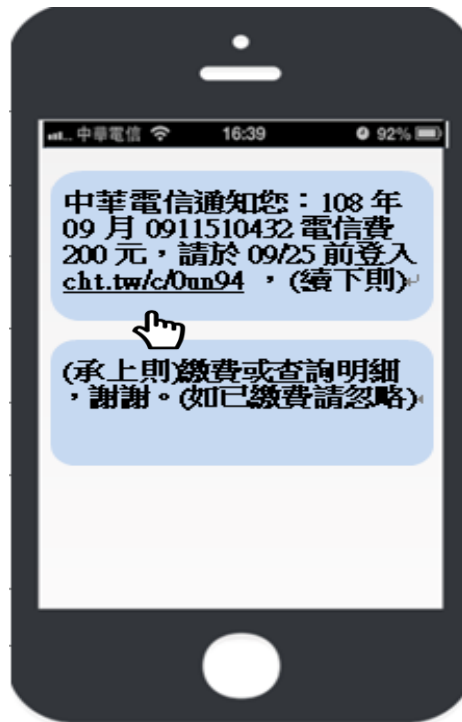 中華電信 16:39 92%
中華電信通知您：108 年
09 月 0911510432 電信費
200 元，請於 09/25 前登入
cht.tw/c/0un94 ，(續下則)
(承上則)繳費或查詢明細
，謝謝。(如已繳費請忽略)